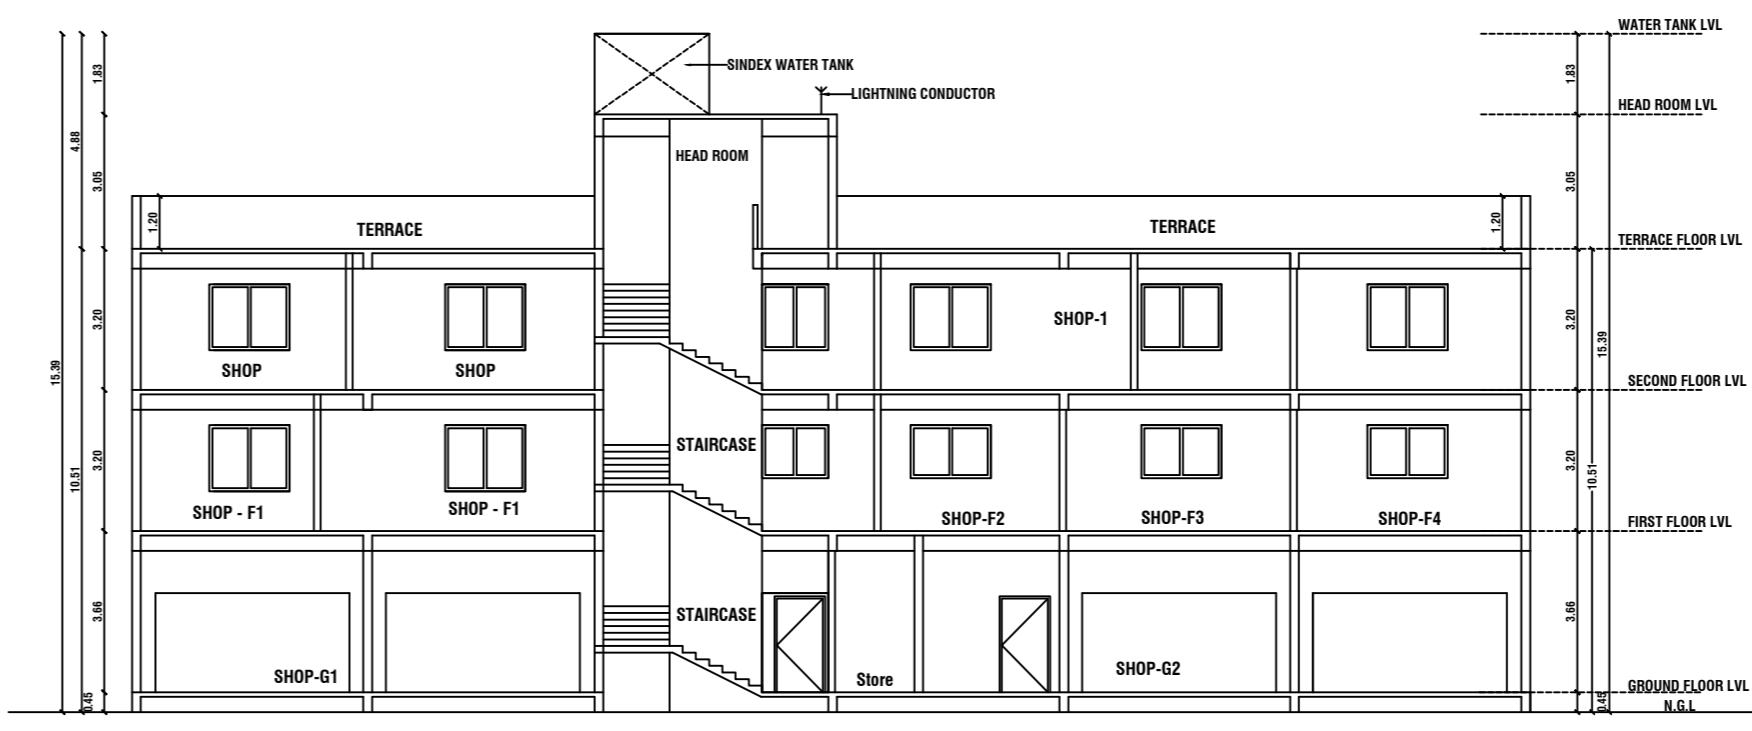 WATER TANK LVL
SINDEX WATER TANK
1.83
1.83
LIGHTNING CONDUCTOR
HEAD ROOM LVL
4.88
HEAD ROOM
3.05
3.05
1.20
TERRACE
TERRACE
1.20
TERRACE FLOOR LVL
3.20
SHOP-1
3.20
15.39
15.39
SHOP
SHOP
SECOND FLOOR LVL
STAIRCASE
3.20
3.20
10.51
10.51
SHOP - F1
SHOP - F1
SHOP-F2
SHOP-F3
SHOP-F4
FIRST FLOOR LVL
3.66
STAIRCASE
3.66
SHOP-G1
Store
SHOP-G2
GROUND FLOOR LVL
0.45
0.45
N.G.L